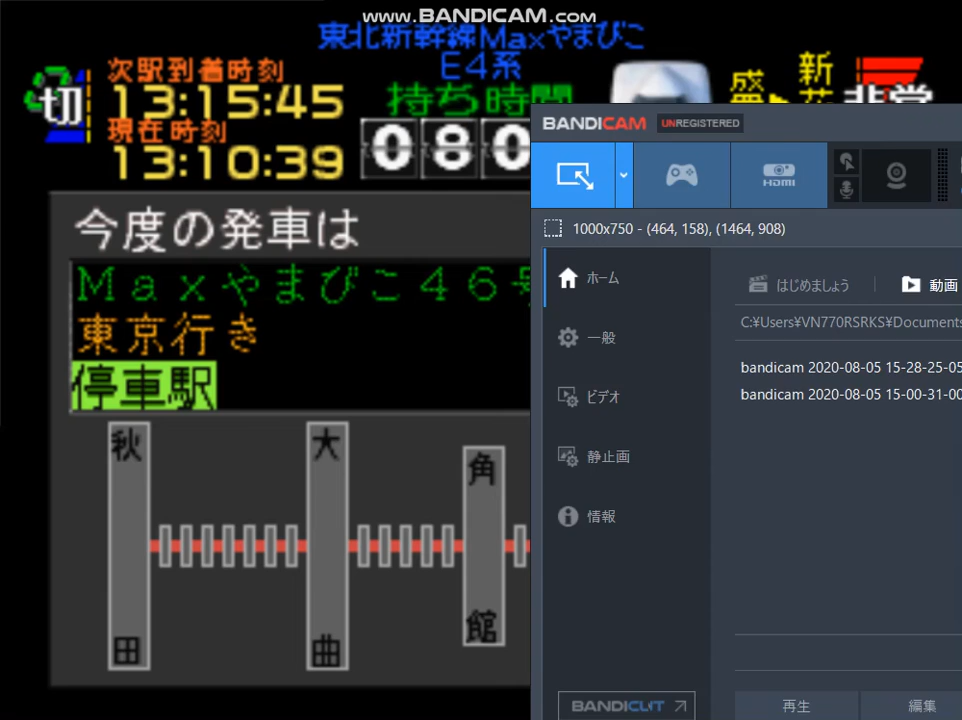 www.BANDICAM.com
東北新幹線Maxやまびこ
E4系
切
次駅到着時刻
13:15:45
現在時刻
13:10:39
持ち時間
080
盛
新花
非常
今度の発車は
Maxやまびこ46号
東京行き
停車駅
秋田
大曲
角館
BANDICAM UNREGISTERED
HDMI
1000x750 - (464, 158), (1464, 908)
ホーム
一般
ビデオ
静止画
情報
はじめましょう
動画
C:¥Users¥VN770RSRKS¥Documents
bandicam 2020-08-05 15-28-25-05
bandicam 2020-08-05 15-00-31-00
BANDICUT
再生
編集